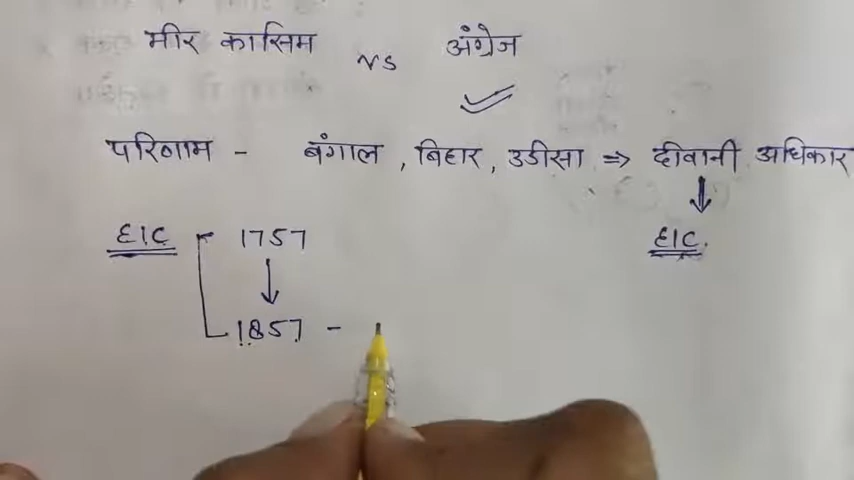 मीर कासिम vs अंग्रेज
परिणाम - बंगाल , बिहार , उडीसा ⇒ दीवानी अधिकार
↓
EIC 1757 EIC.
↓
1857 -